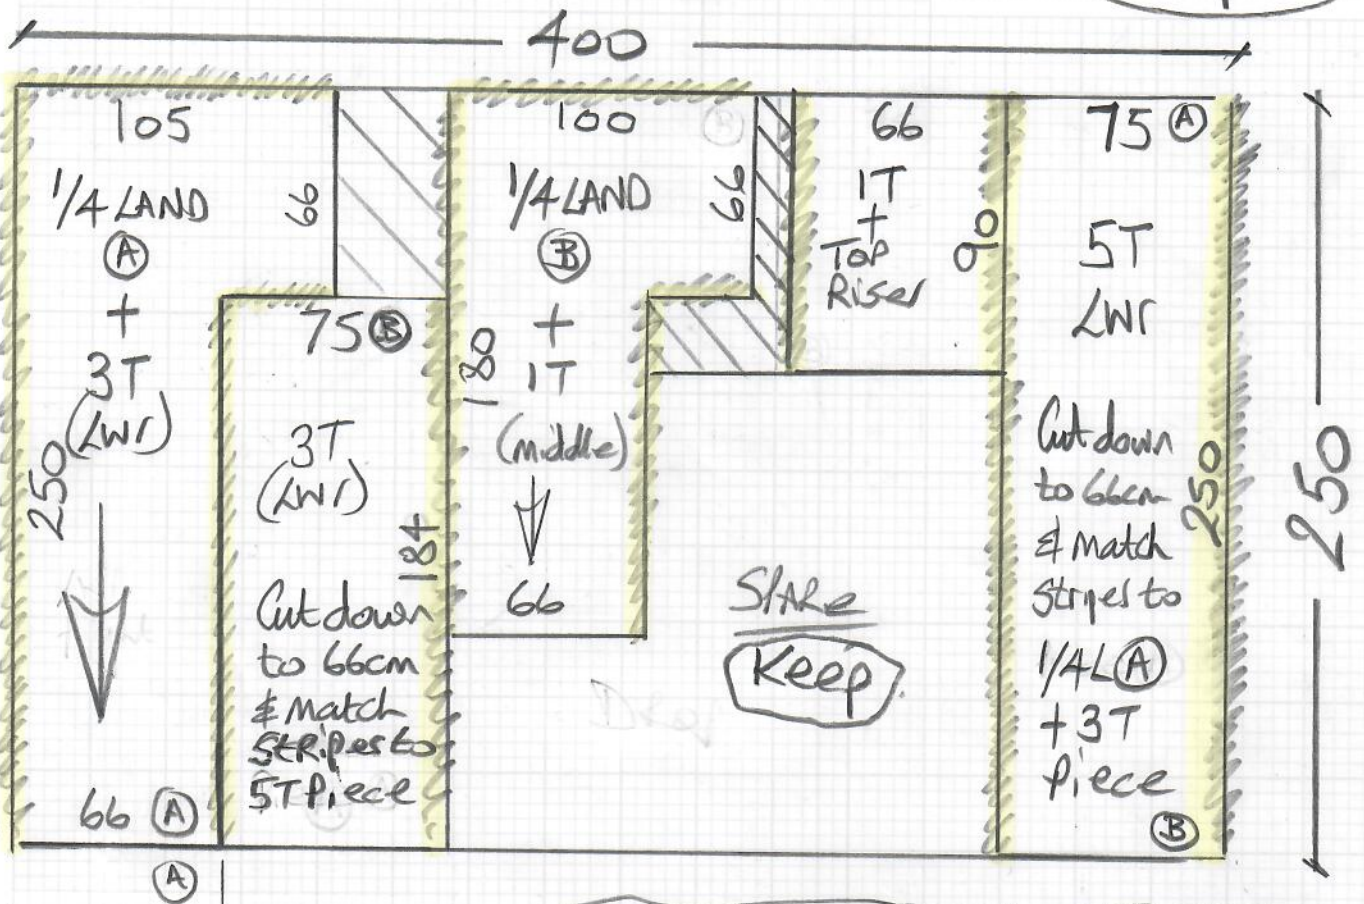 400
105
1/4 LAND
A
+
3T
(LWr)
66
250
66 A
A
75 B
3T
(LWr)
184
Cut down
to 66cm
& Match
StRipes to
5T Piece
100
1/4 LAND
B
+
1T
(middle)
66
180
66
66
1T
+
Top
Riser
90
SPARe
Keep
75 A
5T
LWr
Cut down
to 66cm
& match
Stripes to
1/4L A
+ 3T
Piece
B
250
250